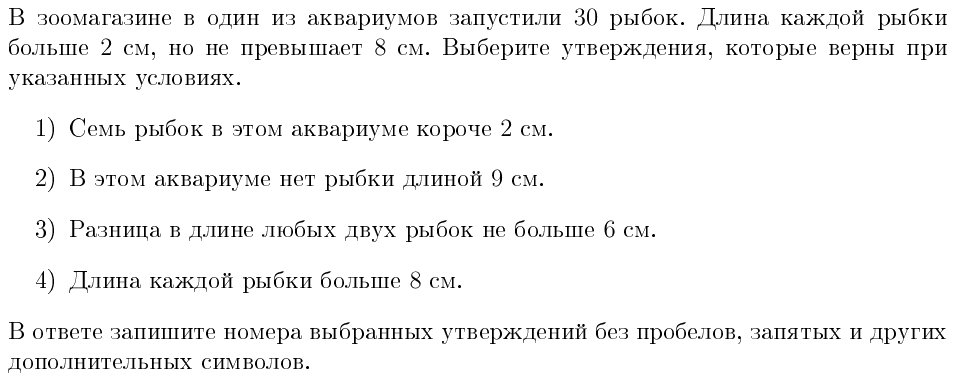 В зоомагазине в один из аквариумов запустили 30 рыбок. Длина каждой рыбки
больше 2 см, но не превышает 8 см. Выберите утверждения, которые верны при
указанных условиях.
1) Семь рыбок в этом аквариуме короче 2 см.
2) В этом аквариуме нет рыбки длиной 9 см.
3) Разница в длине любых двух рыбок не больше 6 см.
4) Длина каждой рыбки больше 8 см.
В ответе запишите номера выбранных утверждений без пробелов, запятых и других
дополнительных символов.